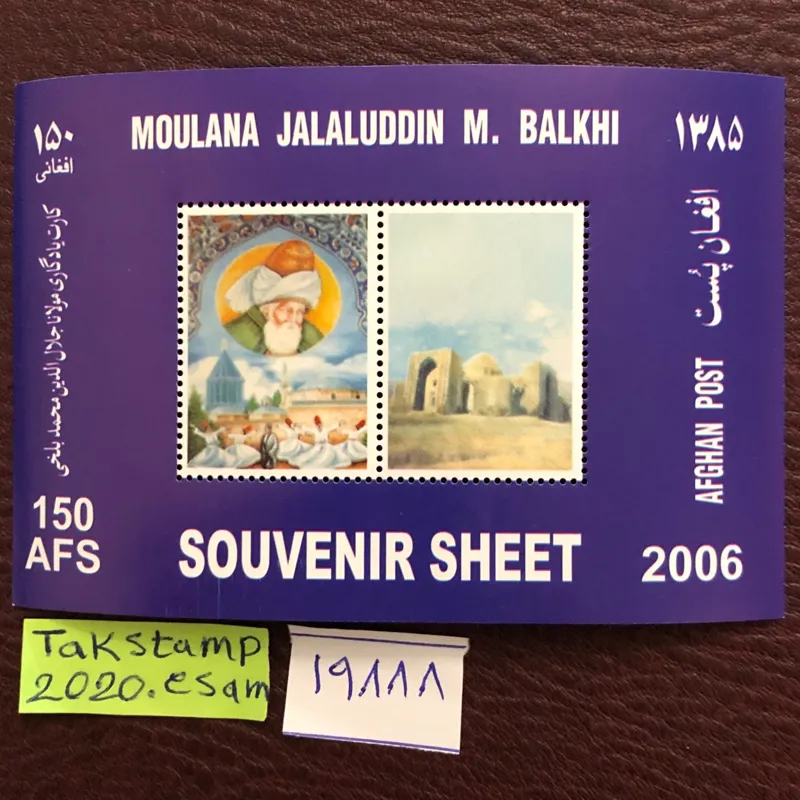 MOULANA JALALUDDIN M. BALKHI
۱۵۰
افغانی
۱۳۸۵
کارت یادگاری مولانا جلال الدین محمد بلخی
افغان پُست
AFGHAN POST
150
AFS
SOUVENIR SHEET
2006
Takstamp
2020.esam
۱۹۸۸۸